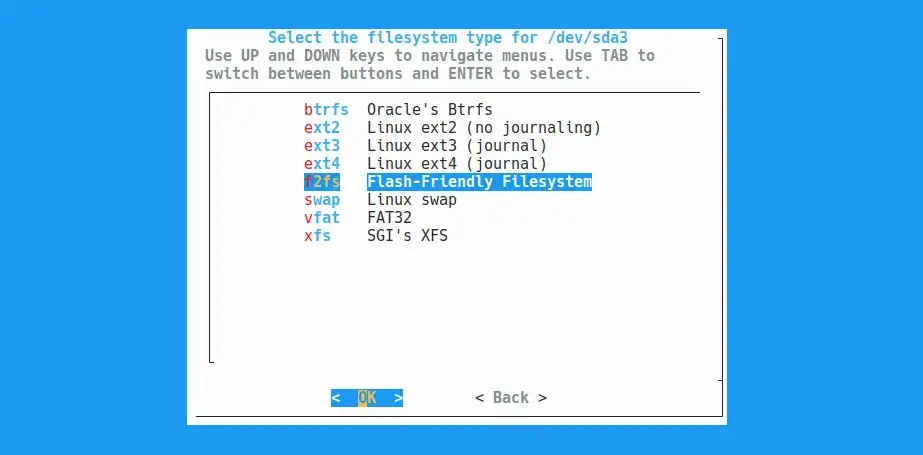 Select the filesystem type for /dev/sda3
Use UP and DOWN keys to navigate menus. Use TAB to
switch between buttons and ENTER to select.
btrfs Oracle's Btrfs
ext2 Linux ext2 (no journaling)
ext3 Linux ext3 (journal)
ext4 Linux ext4 (journal)
f2fs Flash-Friendly Filesystem
swap Linux swap
vfat FAT32
xfs SGI's XFS
< OK > < Back >